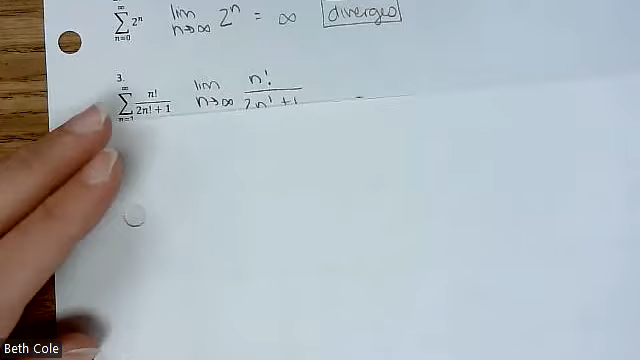 ∞
∑ 2ⁿ lim 2ⁿ = ∞ diverges
n=0 n→∞
3.
∞
∑ n!/(2n! + 1) lim n!/(2n! + 1)
n=1 n→∞
Beth Cole